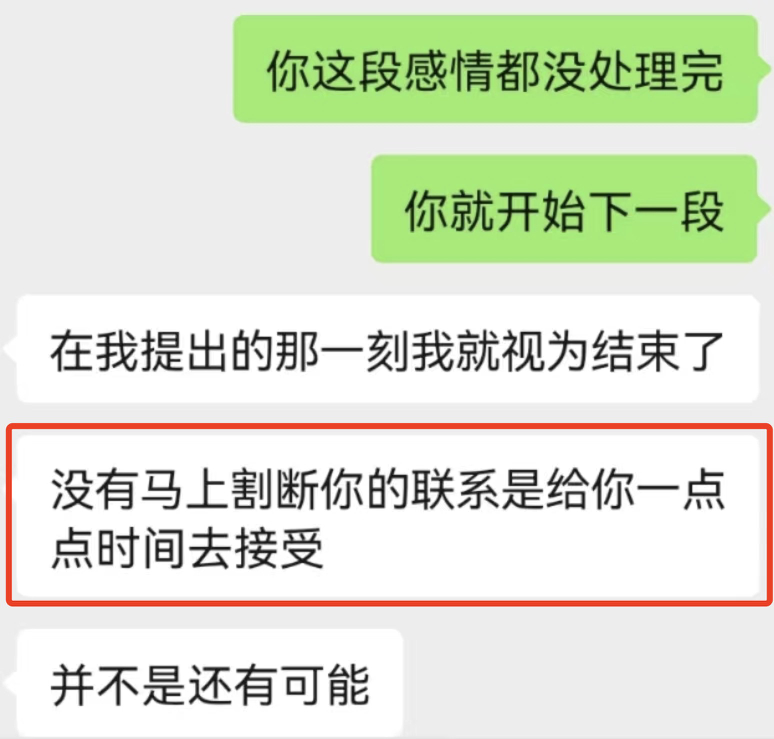 你这段感情都没处理完
你就开始下一段
在我提出的那一刻我就视为结束了
没有马上割断你的联系是给你一点
点时间去接受
并不是还有可能